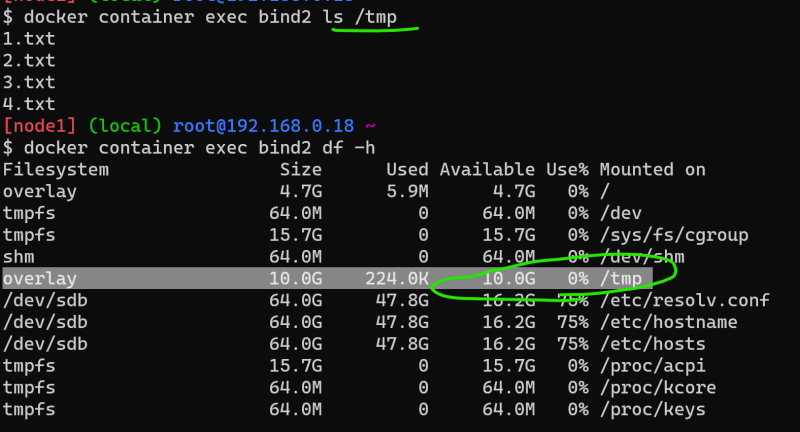 $ docker container exec bind2 ls /tmp
1.txt
2.txt
3.txt
4.txt
[node1] (local) root@192.168.0.18 ~
$ docker container exec bind2 df -h
Filesystem Size Used Available Use% Mounted on
overlay 4.7G 5.9M 4.7G 0% /
tmpfs 64.0M 0 64.0M 0% /dev
tmpfs 15.7G 0 15.7G 0% /sys/fs/cgroup
shm 64.0M 0 64.0M 0% /dev/shm
overlay 10.0G 224.0K 10.0G 0% /tmp
/dev/sdb 64.0G 47.8G 16.2G 75% /etc/resolv.conf
/dev/sdb 64.0G 47.8G 16.2G 75% /etc/hostname
/dev/sdb 64.0G 47.8G 16.2G 75% /etc/hosts
tmpfs 15.7G 0 15.7G 0% /proc/acpi
tmpfs 64.0M 0 64.0M 0% /proc/kcore
tmpfs 64.0M 0 64.0M 0% /proc/keys